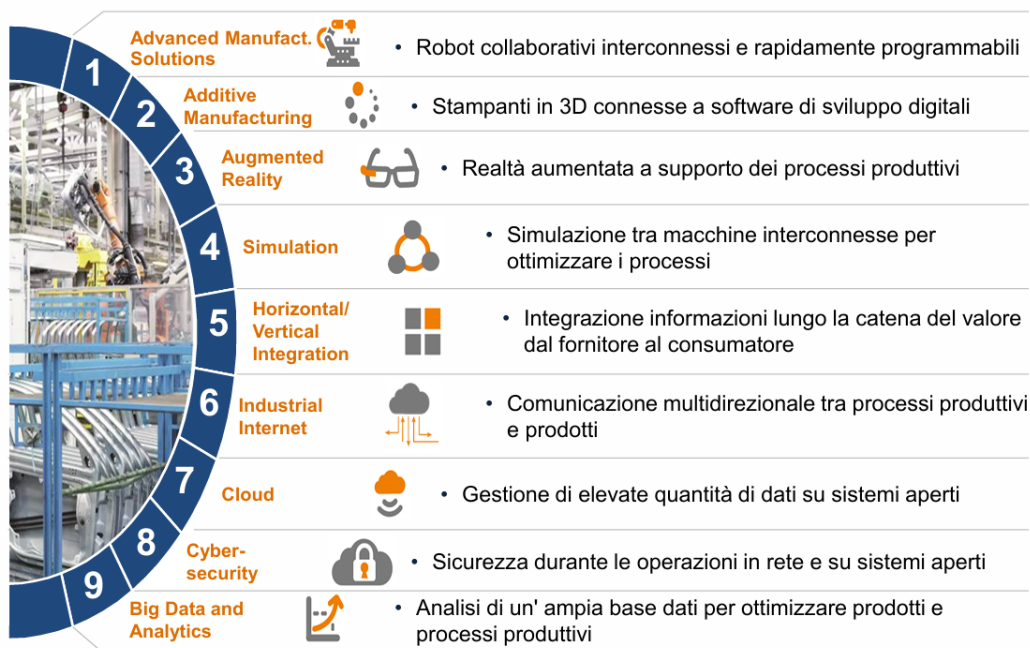 1
Advanced Manufact.
Solutions
• Robot collaborativi interconnessi e rapidamente programmabili
2
Additive
Manufacturing
• Stampanti in 3D connesse a software di sviluppo digitali
3
Augmented
Reality
• Realtà aumentata a supporto dei processi produttivi
4
Simulation
• Simulazione tra macchine interconnesse per
ottimizzare i processi
5
Horizontal/
Vertical
Integration
• Integrazione informazioni lungo la catena del valore
dal fornitore al consumatore
6
Industrial
Internet
• Comunicazione multidirezionale tra processi produttivi
e prodotti
7
Cloud
• Gestione di elevate quantità di dati su sistemi aperti
8
Cyber-
security
• Sicurezza durante le operazioni in rete e su sistemi aperti
9
Big Data and
Analytics
• Analisi di un' ampia base dati per ottimizzare prodotti e
processi produttivi